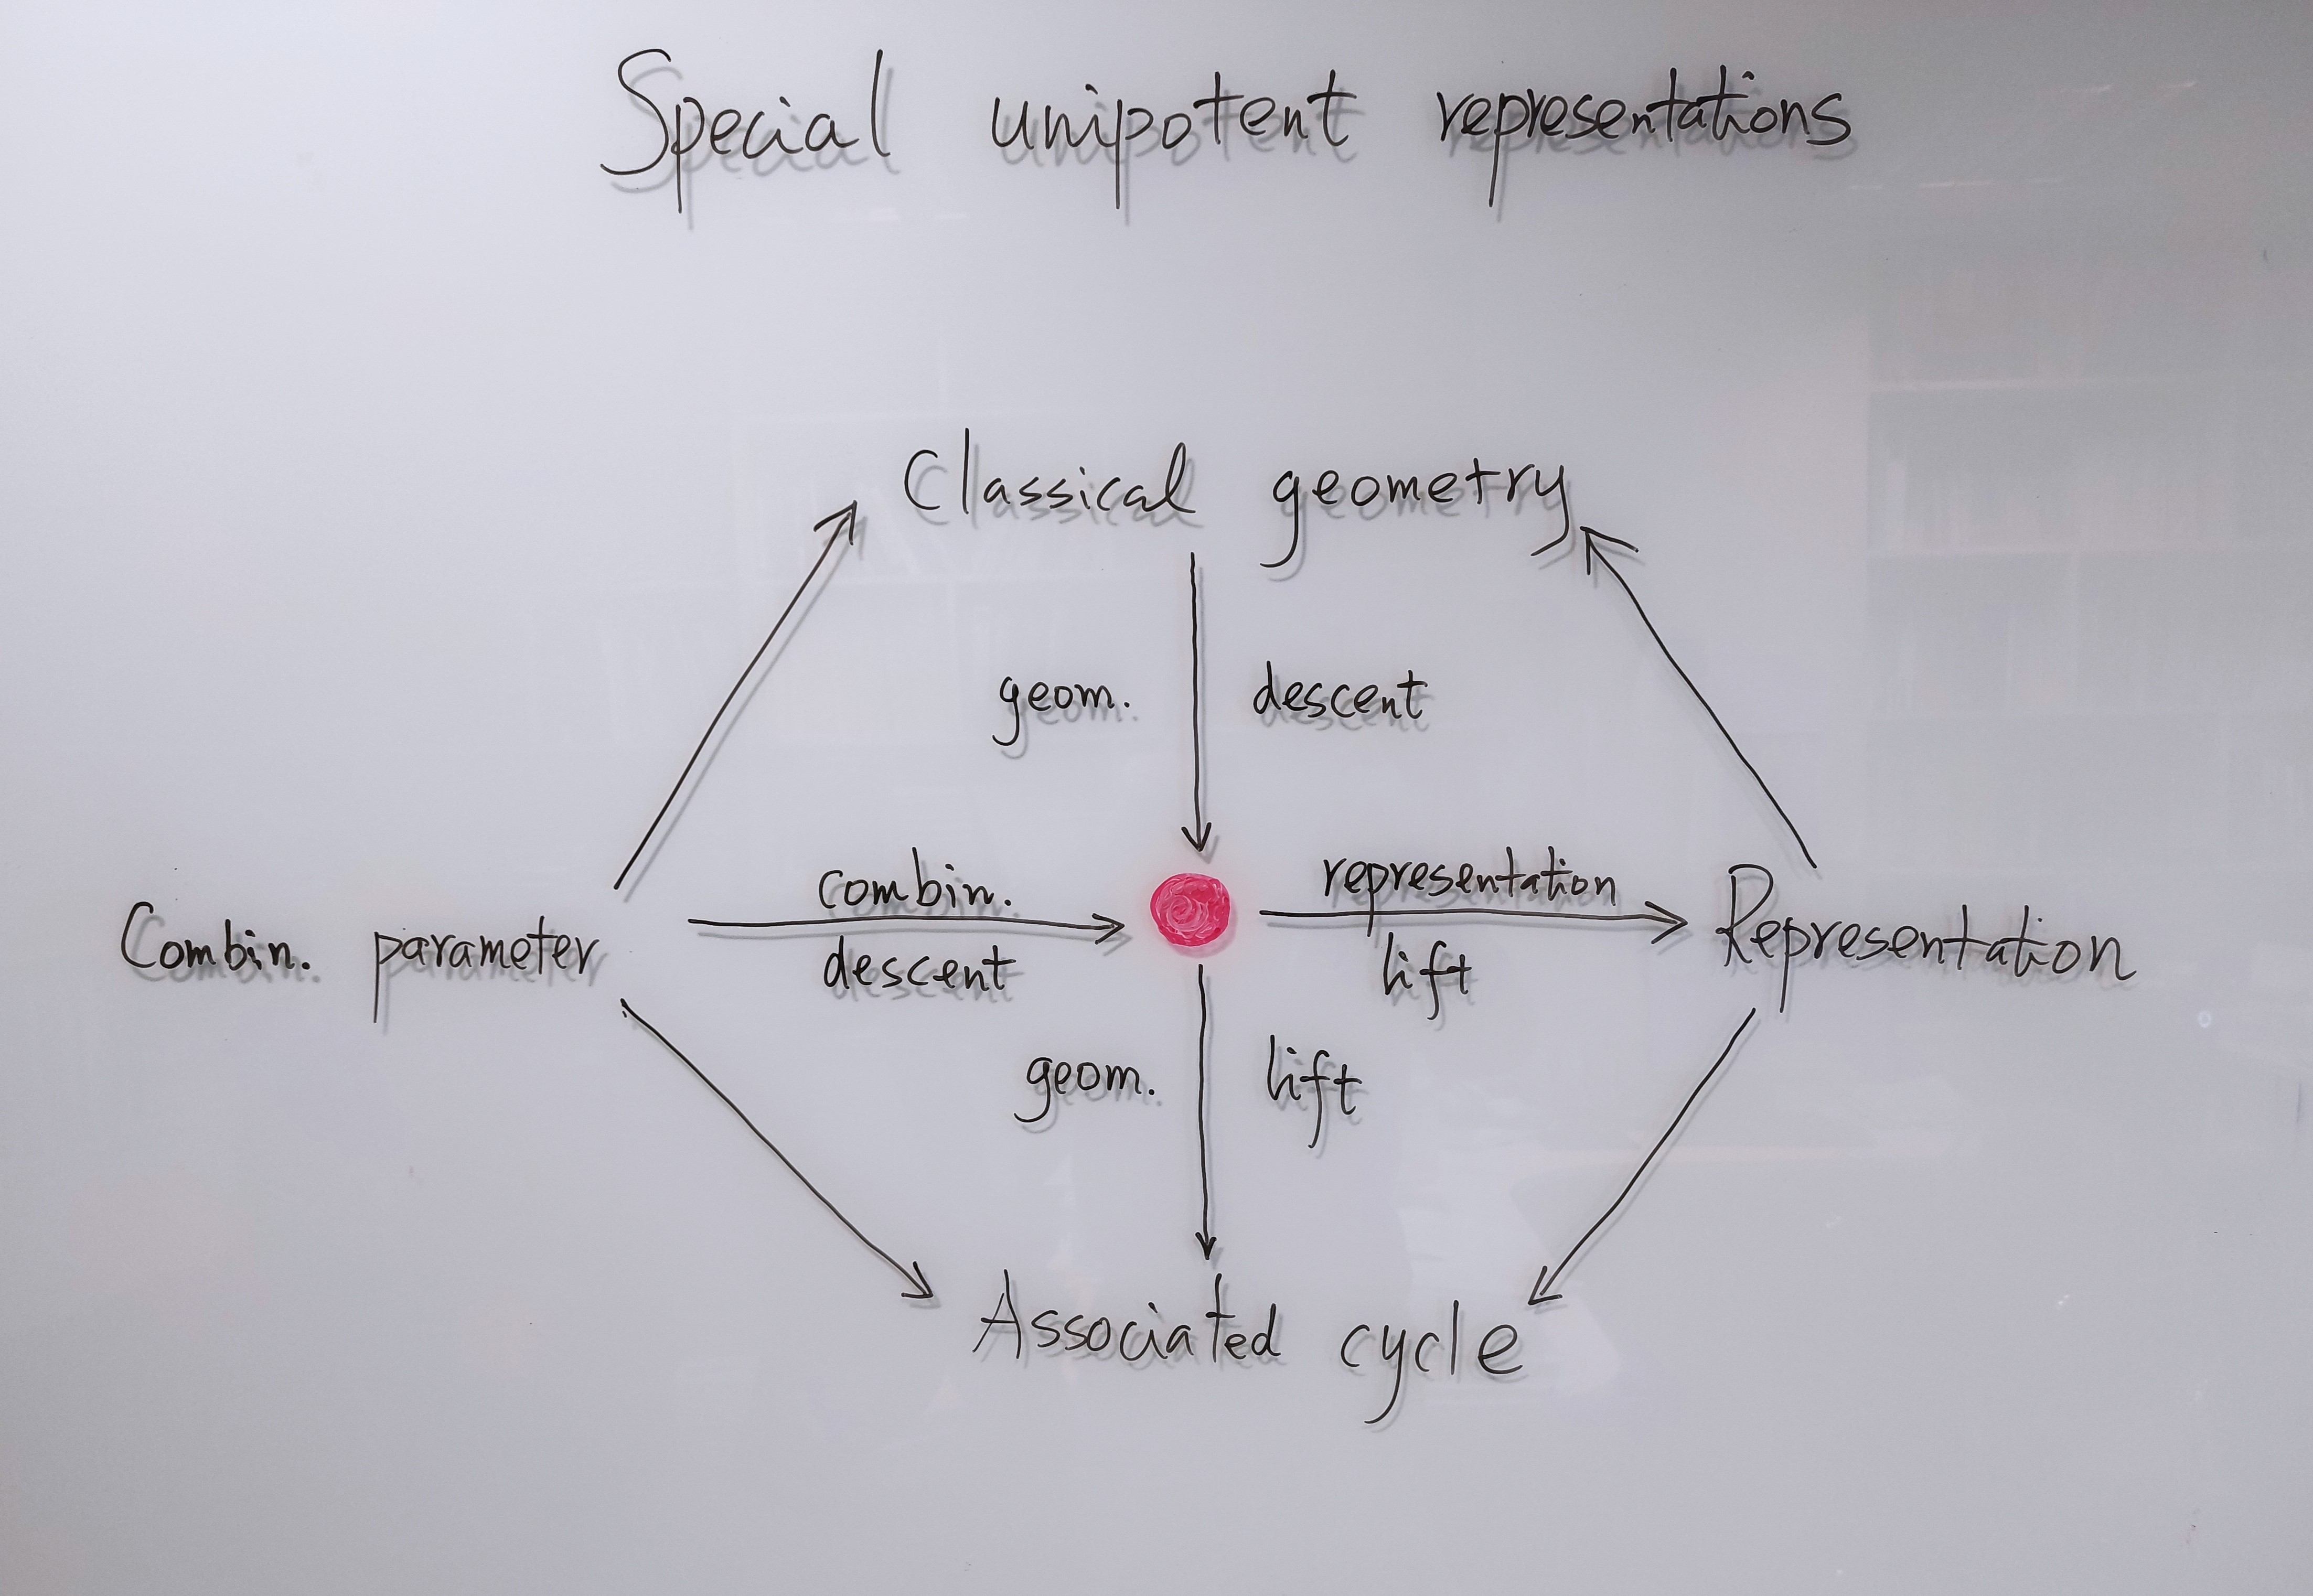 Special unipotent representations
Classical geometry
geom. descent
combin.
descent
representation
lift
Combin. parameter
Representation
geom. lift
Associated cycle